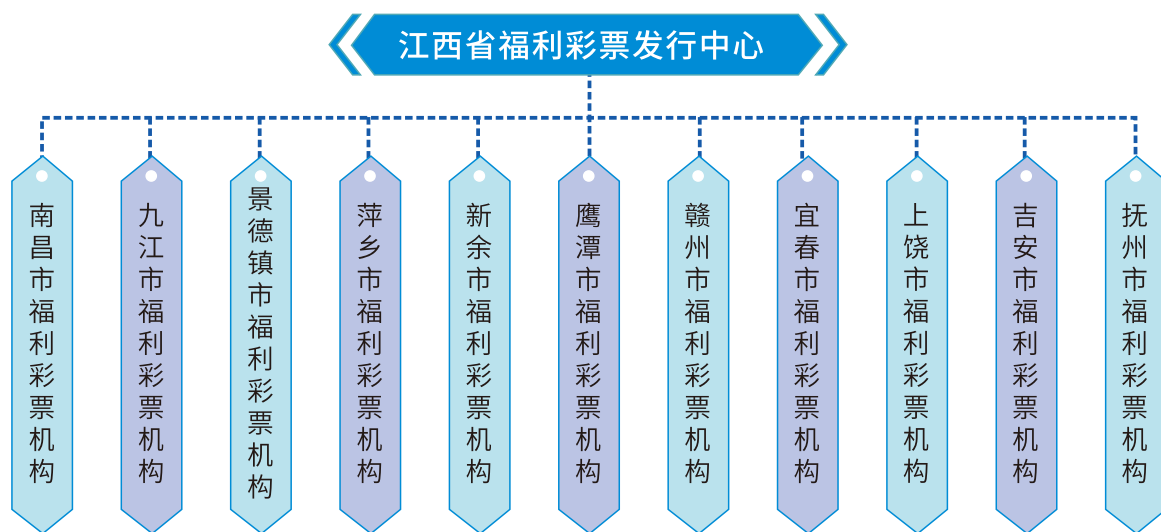 江西省福利彩票发行中心
南昌市福利彩票机构
九江市福利彩票机构
景德镇市福利彩票机构
萍乡市福利彩票机构
新余市福利彩票机构
鹰潭市福利彩票机构
赣州市福利彩票机构
宜春市福利彩票机构
上饶市福利彩票机构
吉安市福利彩票机构
抚州市福利彩票机构